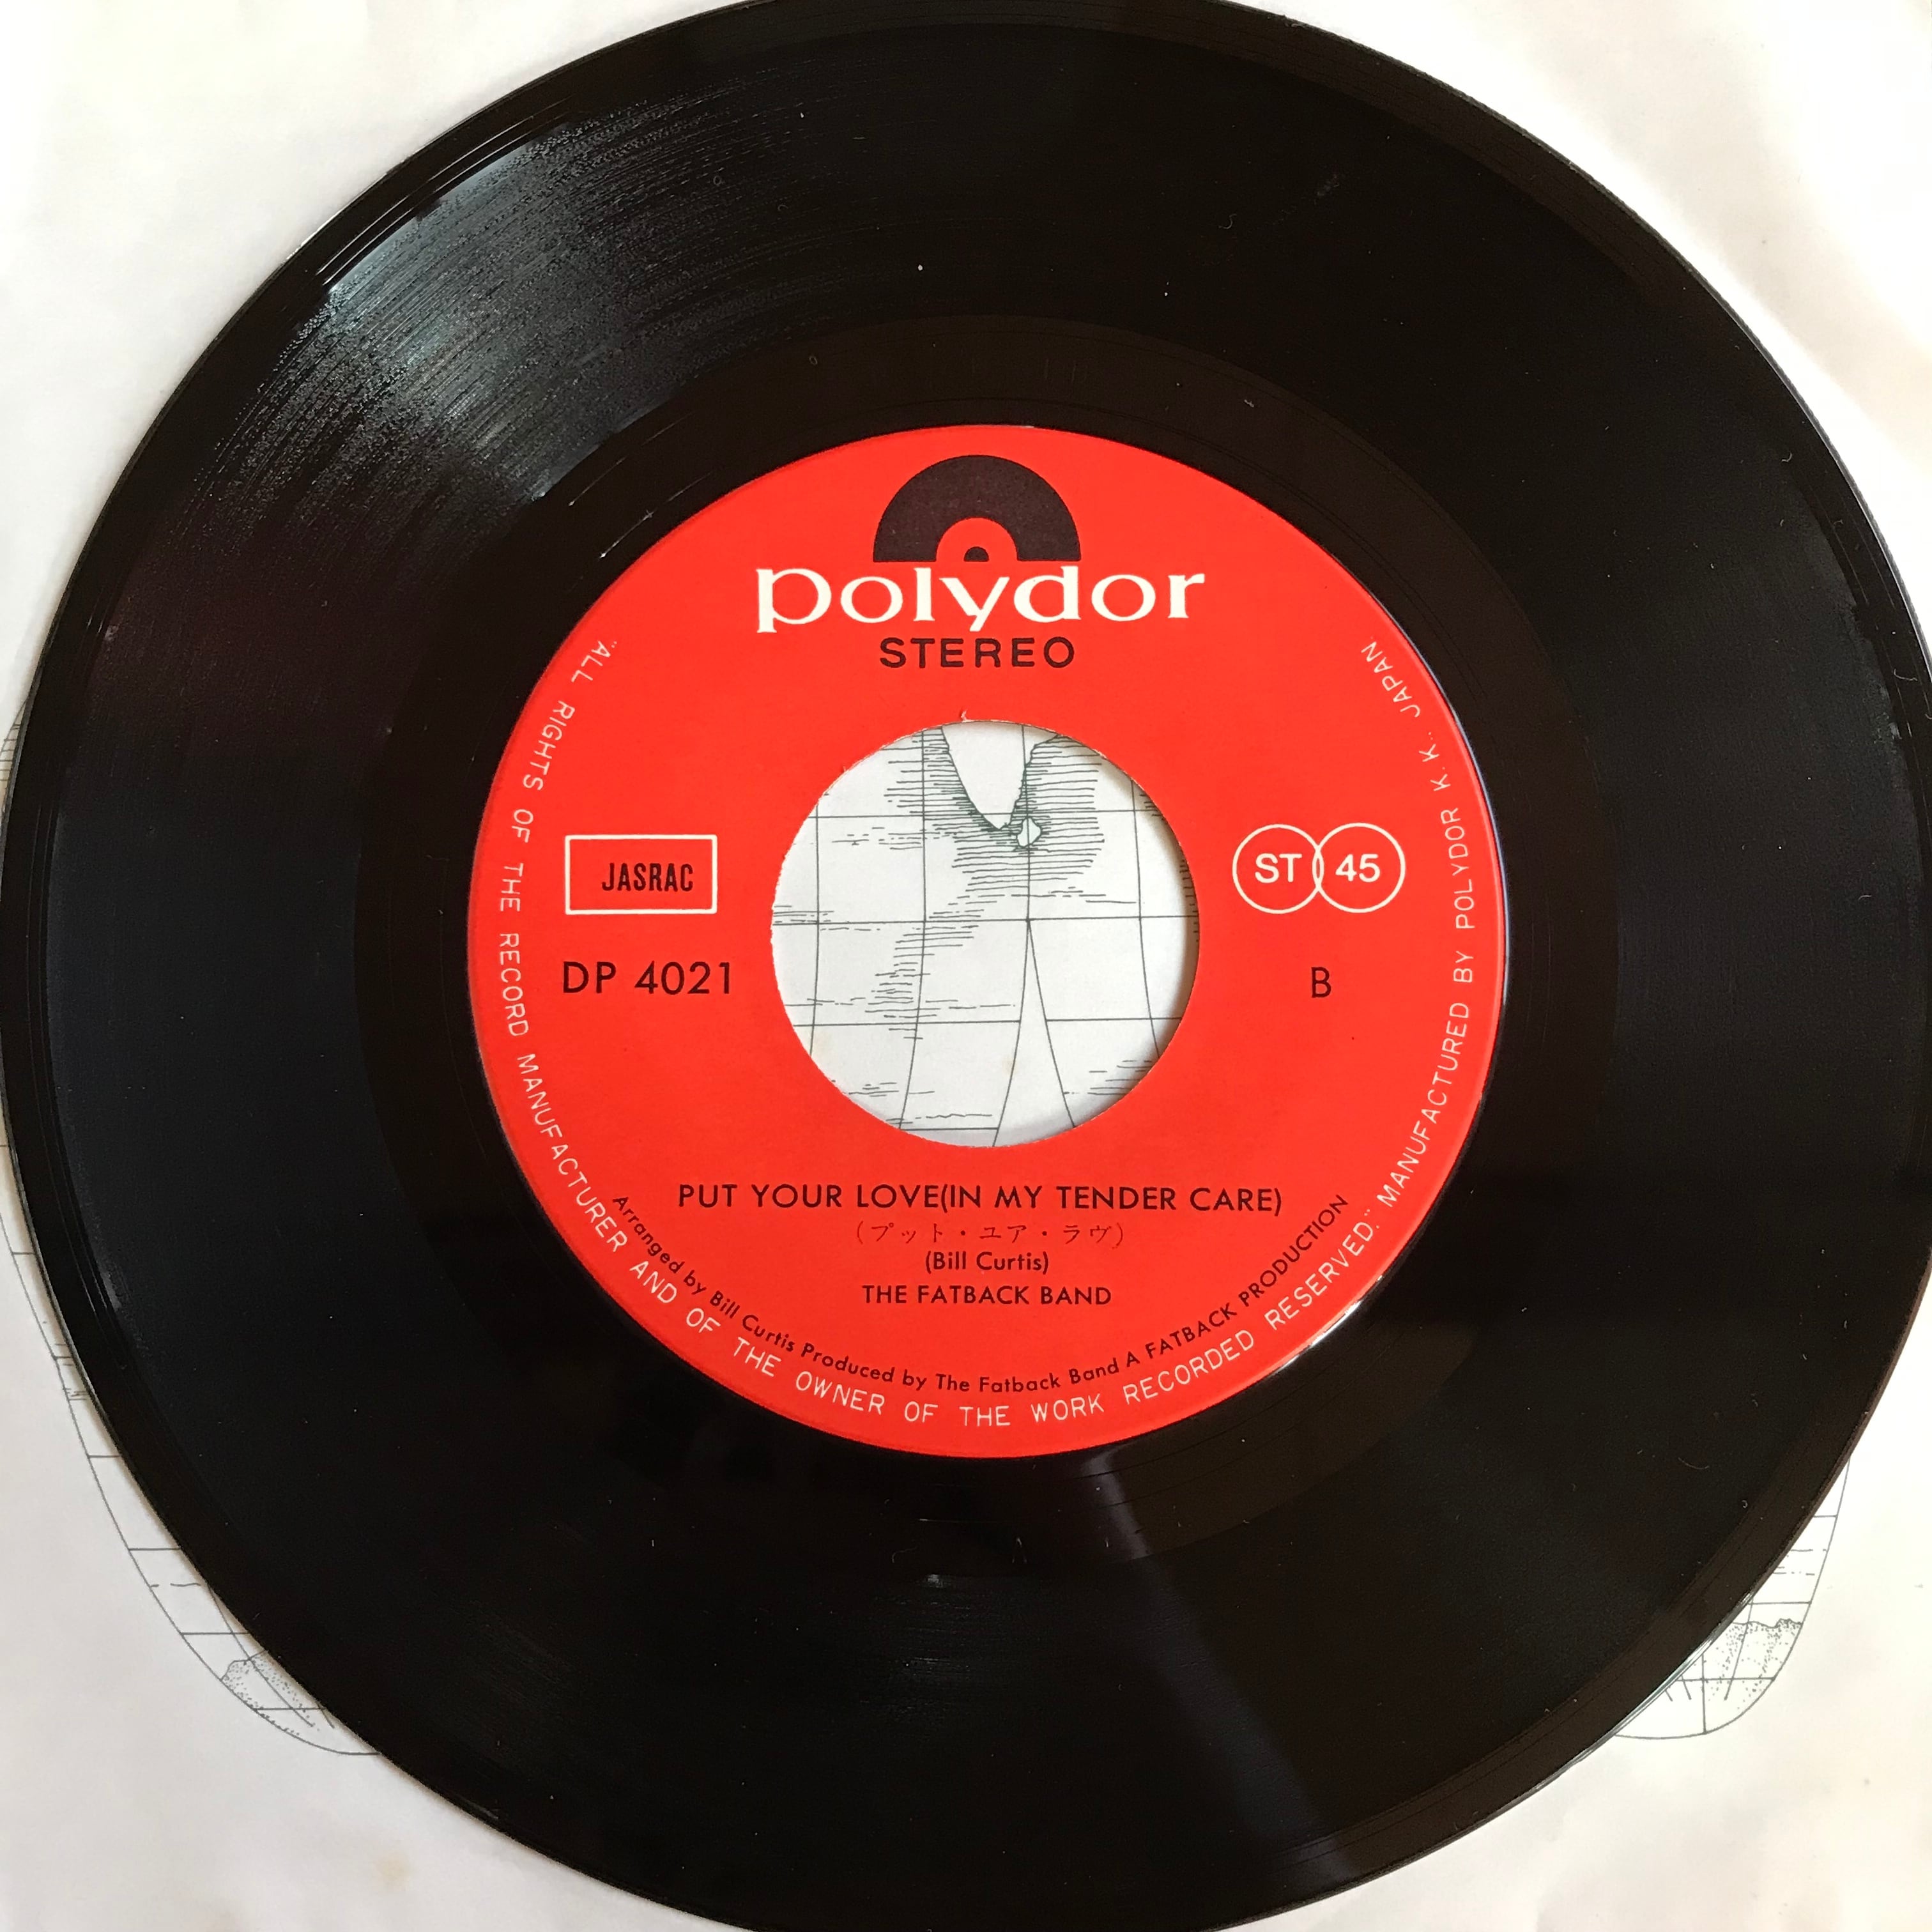 polydor
STEREO
JASRAC
ST 45
DP 4021
B
PUT YOUR LOVE(IN MY TENDER CARE)
(プット・ユア・ラヴ)
(Bill Curtis)
THE FATBACK BAND
Arranged by Bill Curtis Produced by The Fatback Band A FATBACK PRODUCTION
"ALL RIGHTS OF THE RECORD MANUFACTURER AND OF THE OWNER OF THE WORK RECORDED RESERVED." MANUFACTURED BY POLYDOR K.K., JAPAN